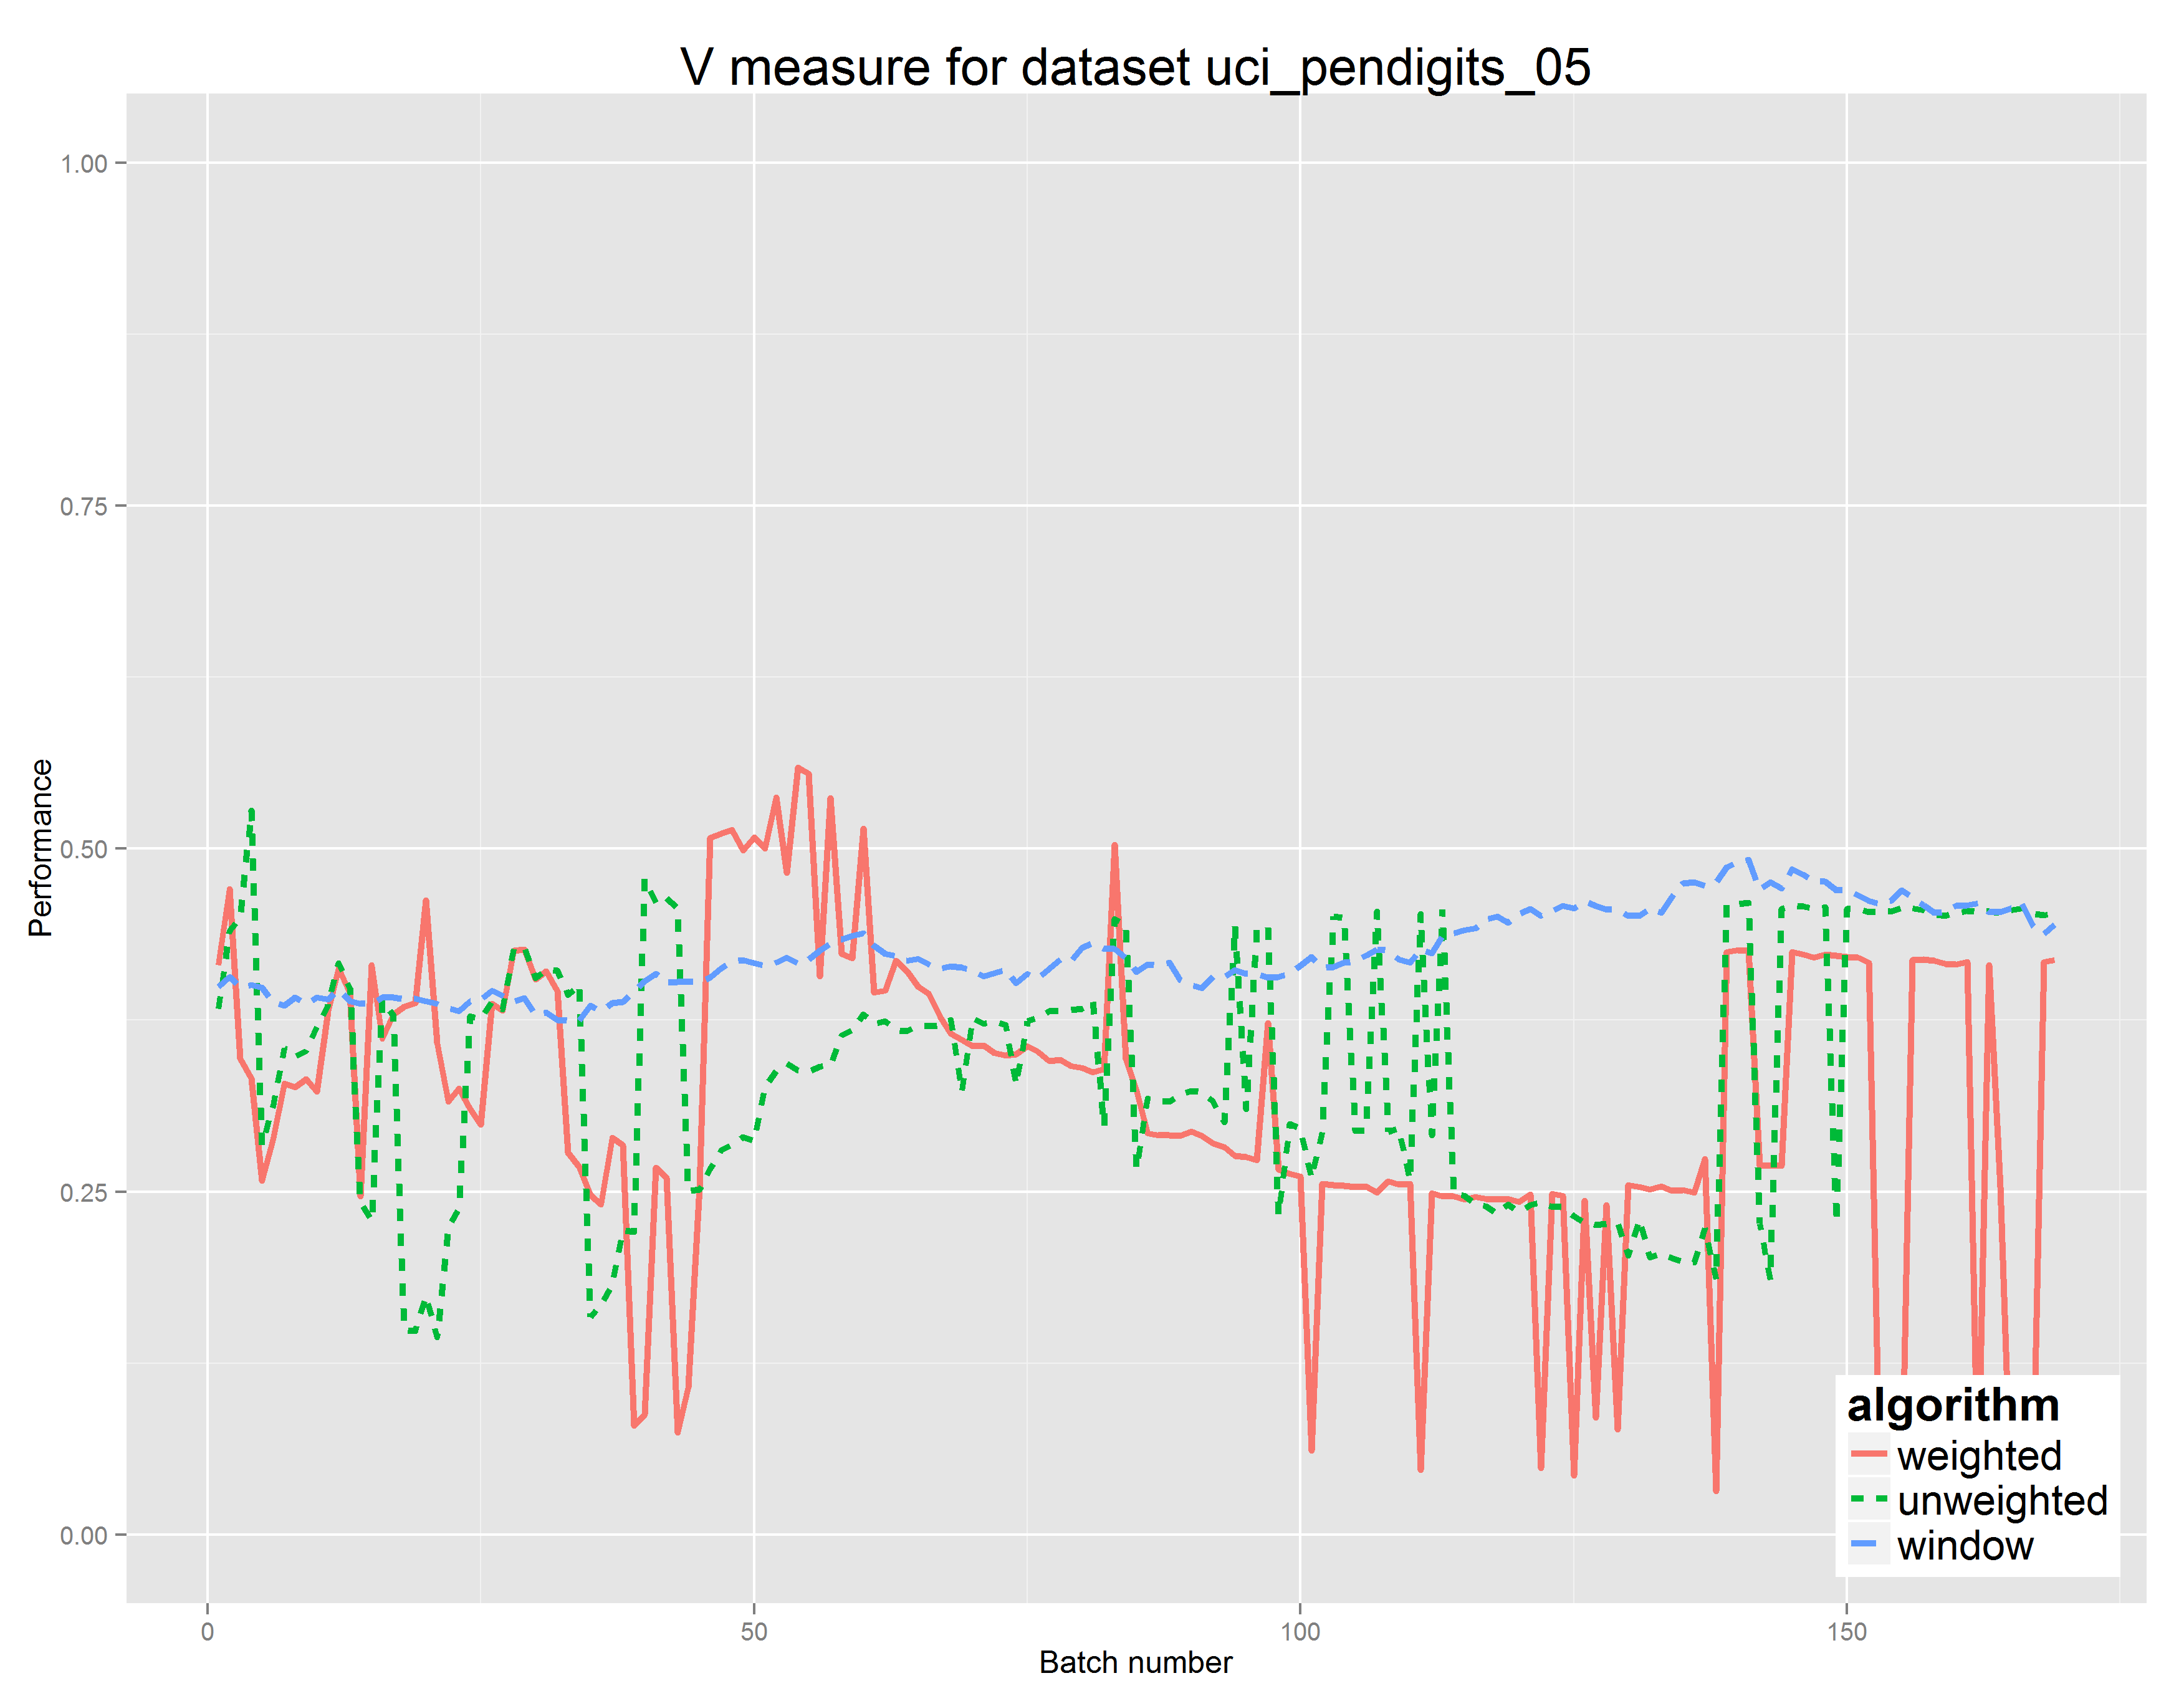 V measure for dataset uci_pendigits_05
Performance
1.00
0.75
0.50
0.25
0.00
0
50
100
150
Batch number
algorithm
weighted
unweighted
window